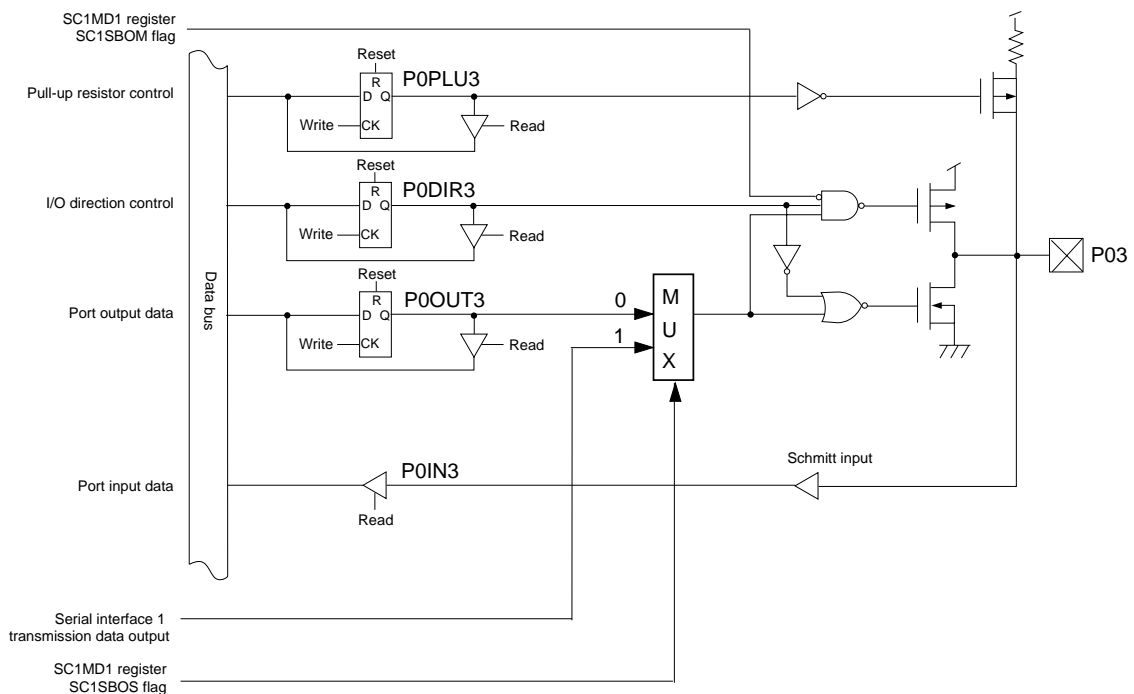 SC1MD1 register
SC1SBOM flag
Reset
R
P0PLU3
Pull-up resistor control
D Q
Write
CK
Read
Reset
R
P0DIR3
I/O direction control
D Q
Write
CK
Read
Data bus
Reset
R
P0OUT3
Port output data
D Q
Write
CK
Read
0
1
M
U
X
P03
Schmitt input
P0IN3
Port input data
Read
Serial interface 1
transmission data output
SC1MD1 register
SC1SBOS flag